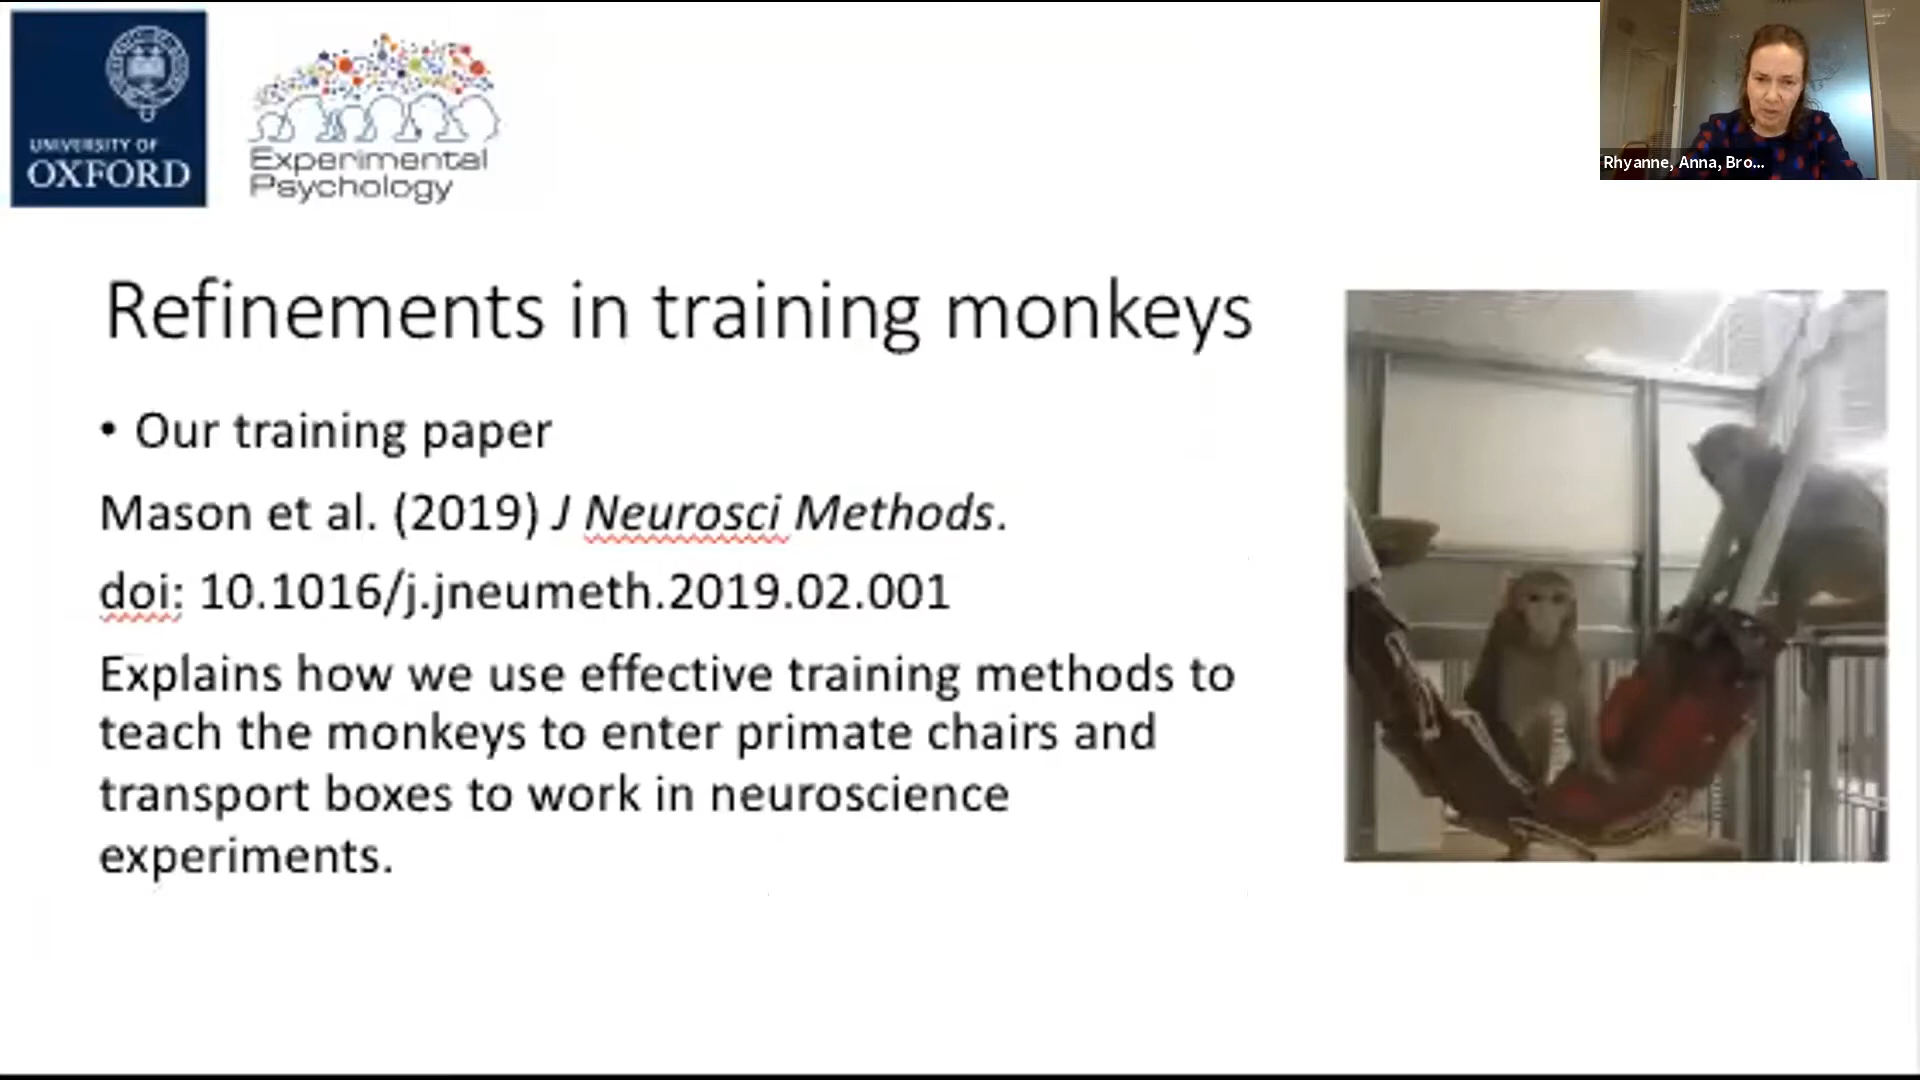 UNIVERSITY OF
OXFORD
Experimental
Psychology
Rhyanne, Anna, Bro...
Refinements in training monkeys
• Our training paper
Mason et al. (2019) J Neurosci Methods.
doi: 10.1016/j.jneumeth.2019.02.001
Explains how we use effective training methods to
teach the monkeys to enter primate chairs and
transport boxes to work in neuroscience
experiments.